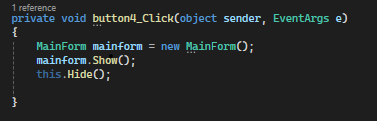 1 reference
private void button4_Click(object sender, EventArgs e)
{
MainForm mainform = new MainForm();
mainform.Show();
this.Hide();
}